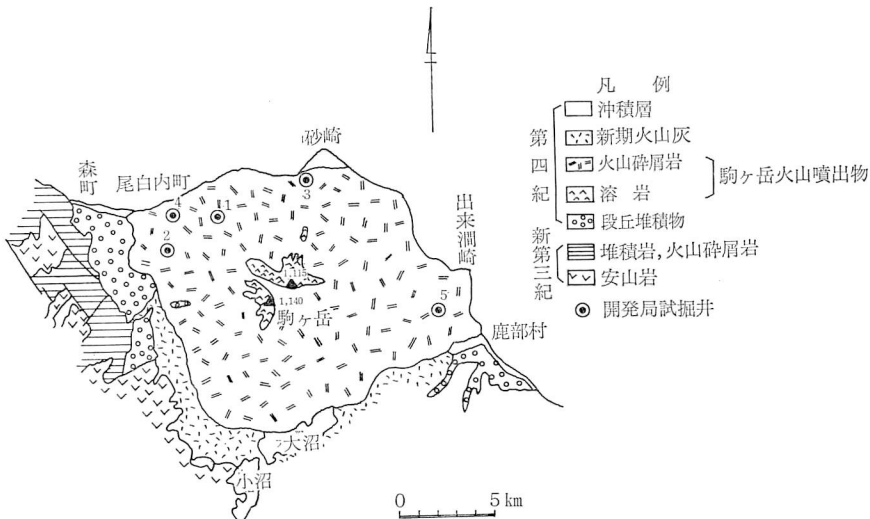 砂崎
森町
尾白内町
出来澗崎
3
4
1
2
1,115
1,140
駒ヶ岳
5
鹿部村
大沼
小沼
0 5 km
凡例
第四紀
沖積層
新期火山灰
火山砕屑岩
溶岩
駒ヶ岳火山噴出物
段丘堆積物
新第三紀
堆積岩,火山砕屑岩
安山岩
開発局試掘井